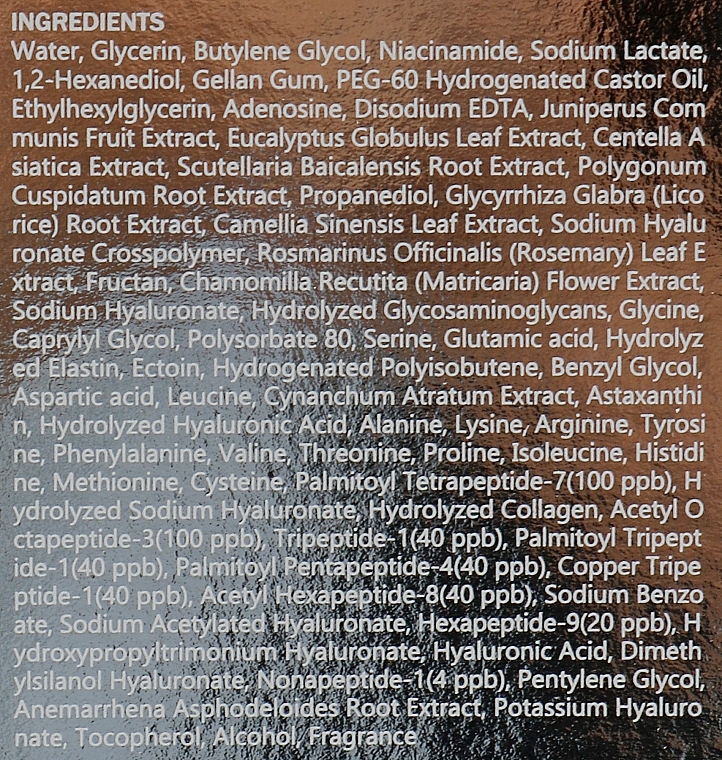 INGREDIENTS
Water, Glycerin, Butylene Glycol, Niacinamide, Sodium Lactate,
1,2-Hexanediol, Gellan Gum, PEG-60 Hydrogenated Castor Oil,
Ethylhexylglycerin, Adenosine, Disodium EDTA, Juniperus Com
munis Fruit Extract, Eucalyptus Globulus Leaf Extract, Centella A
siatica Extract, Scutellaria Baicalensis Root Extract, Polygonum
Cuspidatum Root Extract, Propanediol, Glycyrrhiza Glabra (Lico
rice) Root Extract, Camellia Sinensis Leaf Extract, Sodium Hyalu
ronate Crosspolymer, Rosmarinus Officinalis (Rosemary) Leaf E
xtract, Fructan, Chamomilla Recutita (Matricaria) Flower Extract,
Sodium Hyaluronate, Hydrolyzed Glycosaminoglycans, Glycine,
Caprylyl Glycol, Polysorbate 80, Serine, Glutamic acid, Hydrolyz
ed Elastin, Ectoin, Hydrogenated Polyisobutene, Benzyl Glycol,
Aspartic acid, Leucine, Cynanchum Atratum Extract, Astaxanthi
n, Hydrolyzed Hyaluronic Acid, Alanine, Lysine, Arginine, Tyrosi
ne, Phenylalanine, Valine, Threonine, Proline, Isoleucine, Histidi
ne, Methionine, Cysteine, Palmitoyl Tetrapeptide-7(100 ppb), H
ydrolyzed Sodium Hyaluronate, Hydrolyzed Collagen, Acetyl O
ctapeptide-3(100 ppb), Tripeptide-1(40 ppb), Palmitoyl Tripept
ide-1(40 ppb), Palmitoyl Pentapeptide-4(40 ppb), Copper Tripe
ptide-1(40 ppb), Acetyl Hexapeptide-8(40 ppb), Sodium Benzo
ate, Sodium Acetylated Hyaluronate, Hexapeptide-9(20 ppb), H
ydroxypropyltrimonium Hyaluronate, Hyaluronic Acid, Dimeth
ylsilanol Hyaluronate, Nonapeptide-1(4 ppb), Pentylene Glycol,
Anemarrhena Asphodeloides Root Extract, Potassium Hyaluro
nate, Tocopherol, Alcohol, Fragrance